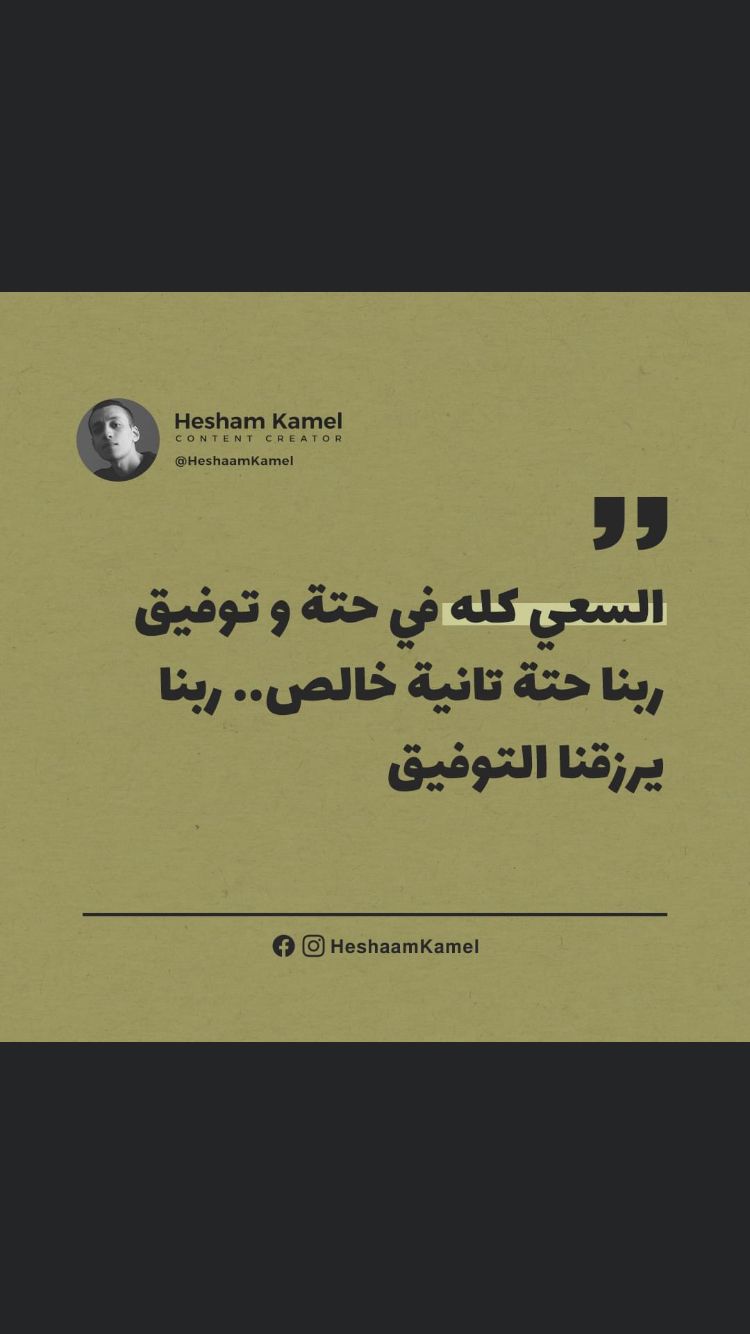 Hesham Kamel
CONTENT CREATOR
@HeshaamKamel
السعي كله في حتة و توفيق
ربنا حتة تانية خالص.. ربنا
يرزقنا التوفيق
HeshaamKamel